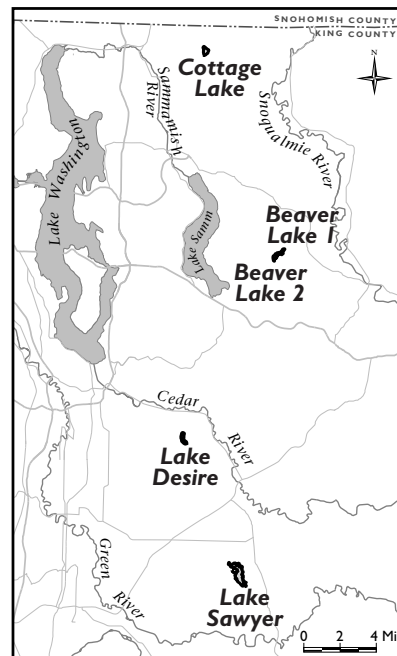 SNOHOMISH COUNTY
KING COUNTY
N
Cottage
Lake
Sammamish
River
Snoqualmie River
Lake Washington
Lake Samm
Beaver
Lake 1
Beaver
Lake 2
Cedar
River
Lake
Desire
Green
River
Lake
Sawyer
0 2 4 Mi